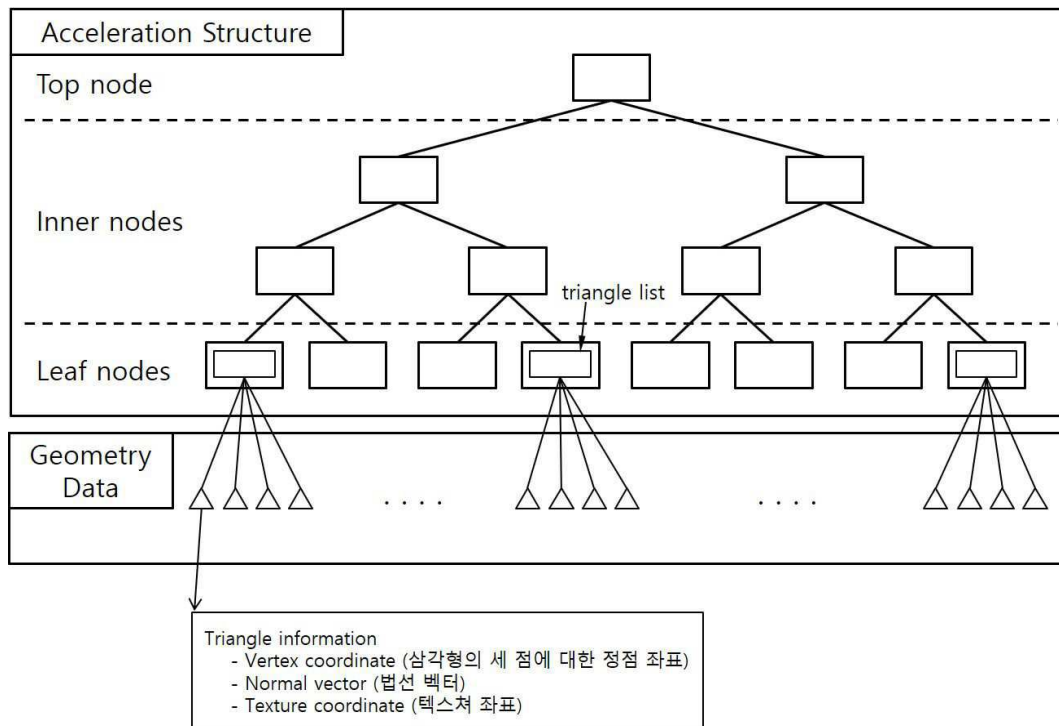 Acceleration Structure
Top node
Inner nodes
triangle list
Leaf nodes
Geometry
Data
. . . .
. . . .
Triangle information
- Vertex coordinate (삼각형의 세 점에 대한 정점 좌표)
- Normal vector (법선 벡터)
- Texture coordinate (텍스쳐 좌표)